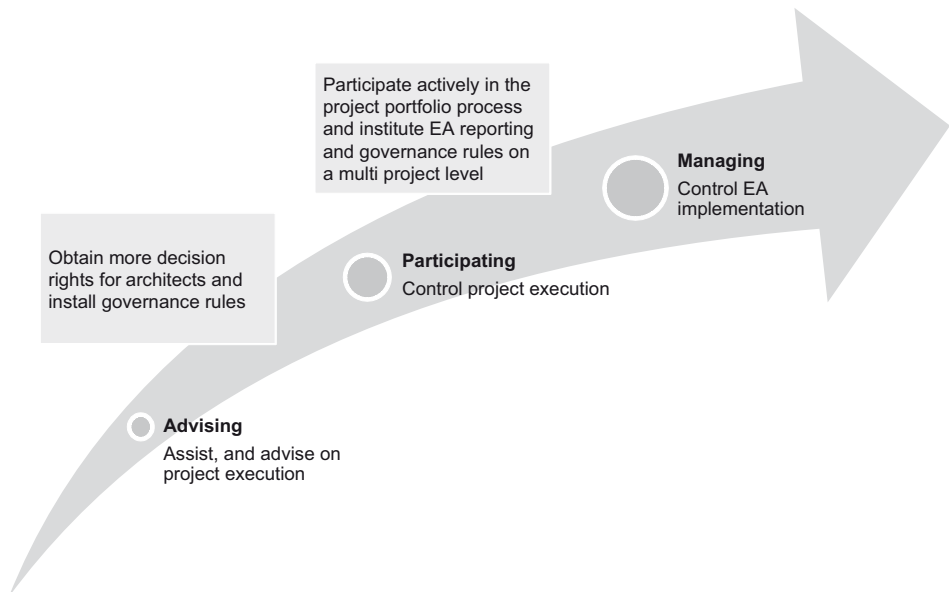 Participate actively in the
project portfolio process
and institute EA reporting
and governance rules on
a multi project level
Managing
Control EA
implementation
Obtain more decision
rights for architects and
install governance rules
Participating
Control project execution
Advising
Assist, and advise on
project execution